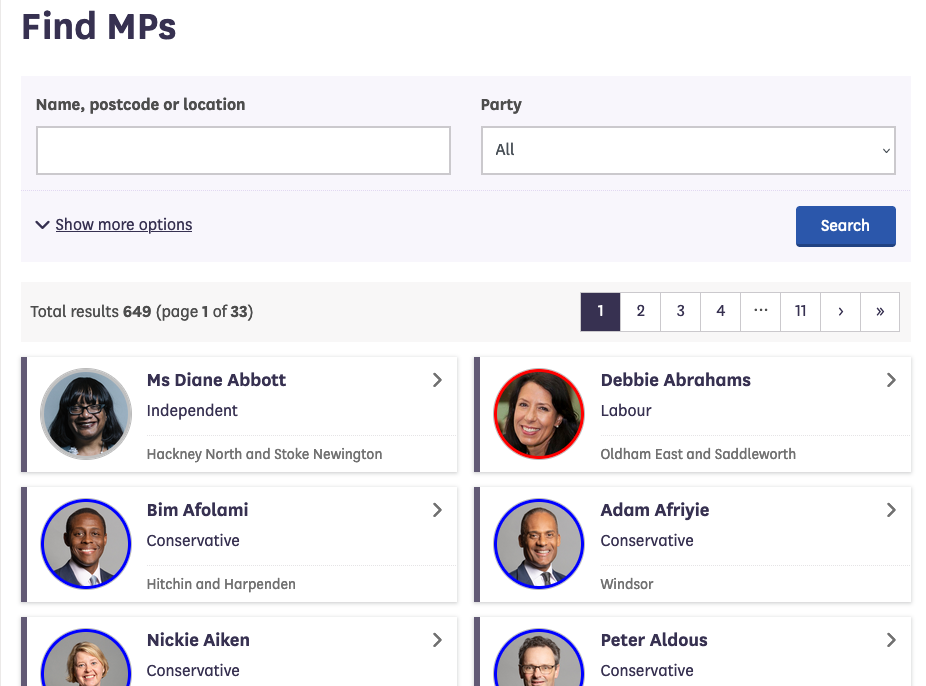 Find MPs
Name, postcode or location
Party
All
Show more options
Search
Total results 649 (page 1 of 33)
1 2 3 4 ... 11 › »
Ms Diane Abbott
Independent
Hackney North and Stoke Newington
Debbie Abrahams
Labour
Oldham East and Saddleworth
Bim Afolami
Conservative
Hitchin and Harpenden
Adam Afriyie
Conservative
Windsor
Nickie Aiken
Conservative
Peter Aldous
Conservative